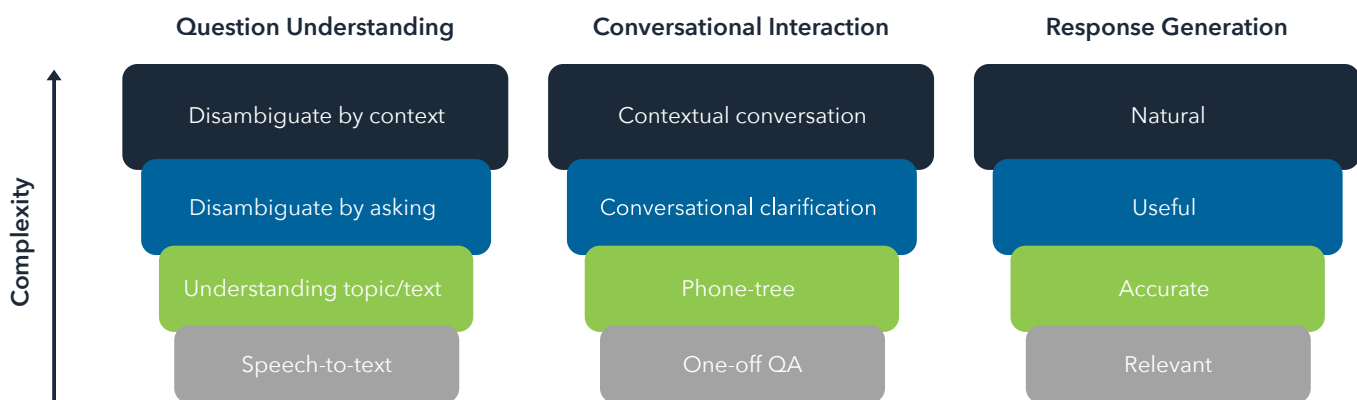 Question Understanding
Conversational Interaction
Response Generation
Complexity
Disambiguate by context
Contextual conversation
Natural
Disambiguate by asking
Conversational clarification
Useful
Understanding topic/text
Phone-tree
Accurate
Speech-to-text
One-off QA
Relevant